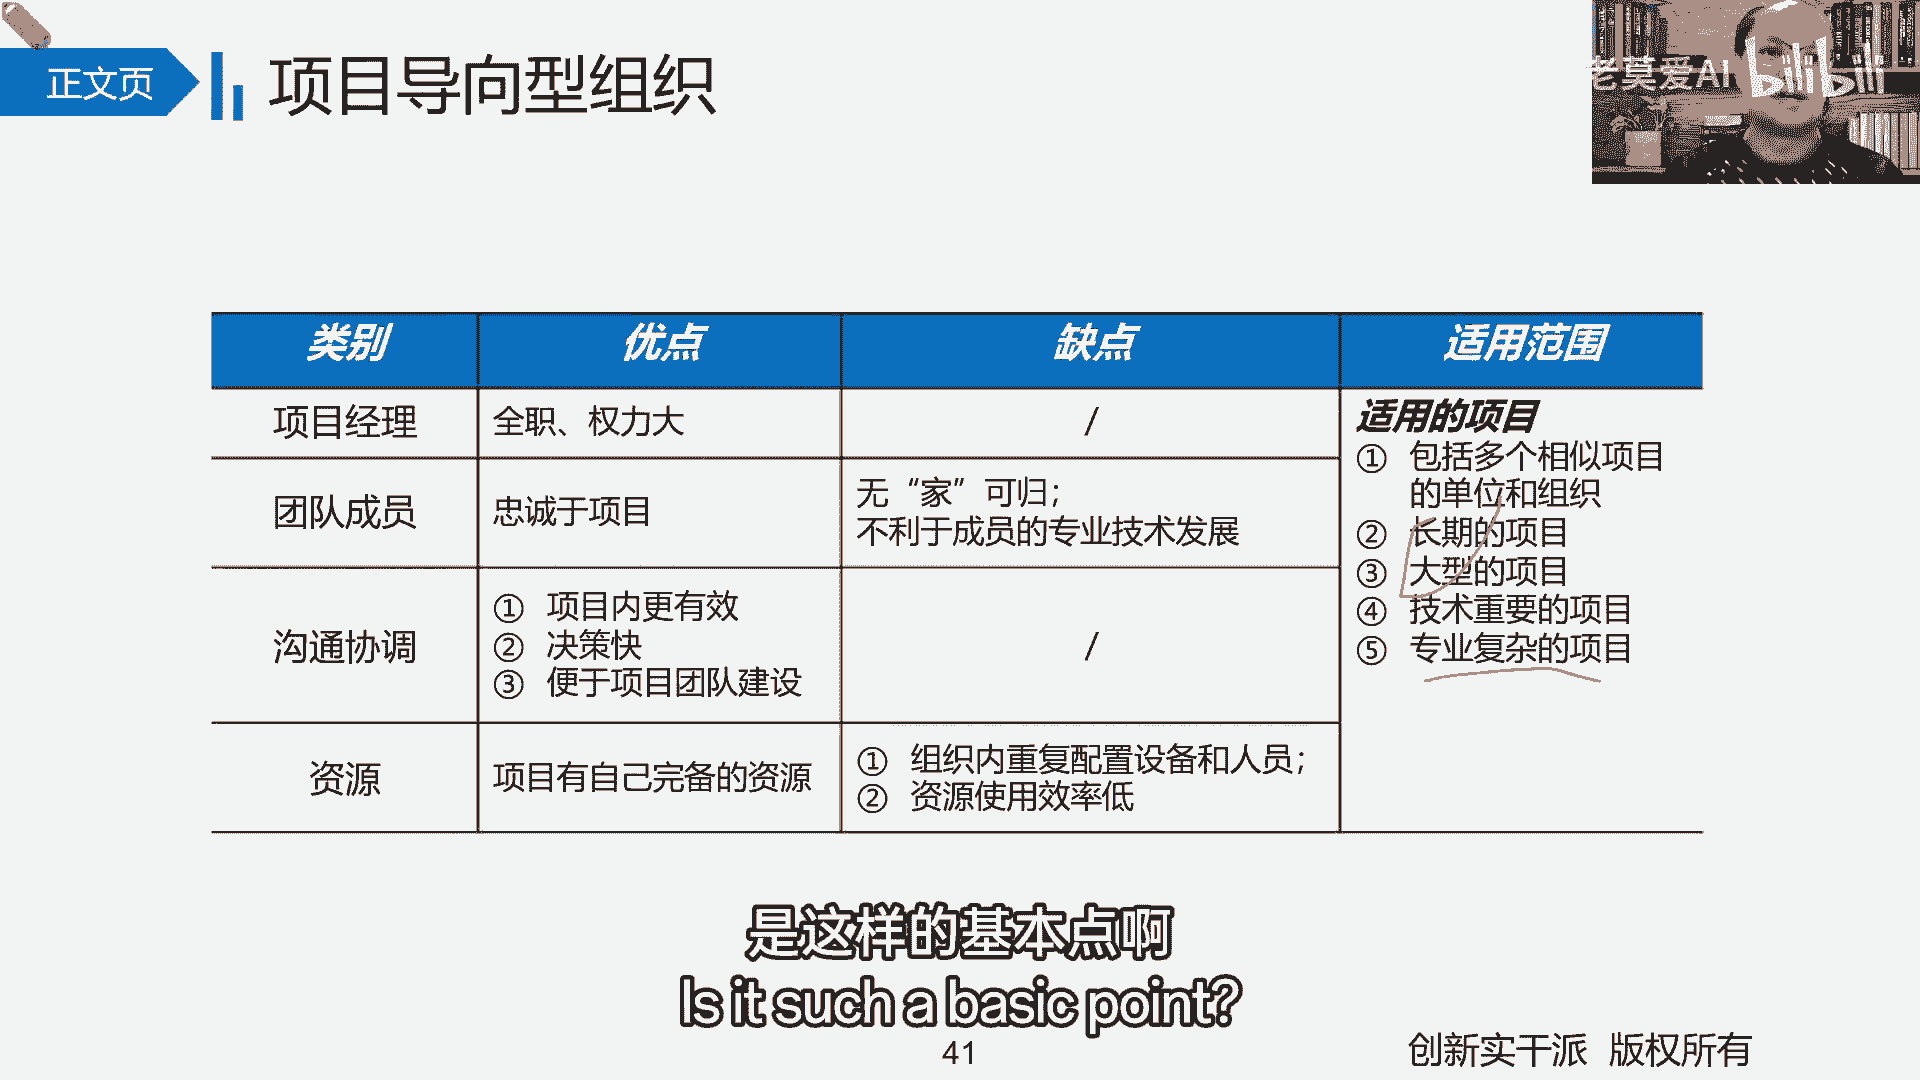 正文页
项目导向型组织
老莫爱AI
bilibili
类别
优点
缺点
适用范围
项目经理
全职、权力大
/
团队成员
忠诚于项目
无“家”可归；
不利于成员的专业技术发展
沟通协调
① 项目内更有效
② 决策快
③ 便于项目团队建设
/
资源
项目有自己完备的资源
① 组织内重复配置设备和人员；
② 资源使用效率低
适用的项目
① 包括多个相似项目
的单位和组织
② 长期的项目
③ 大型的项目
④ 技术重要的项目
⑤ 专业复杂的项目
是这样的基本点啊
Is it such a basic point?
41
创新实干派 版权所有